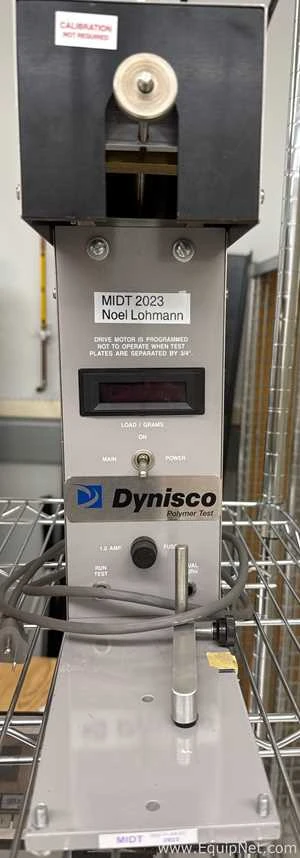 CALIBRATION
NOT REQUIRED
MIDT 2023
Noel Lohmann
DRIVE MOTOR IS PROGRAMMED
NOT TO OPERATE WHEN TEST
PLATES ARE SEPARATED BY 3/4".
LOAD / GRAMS
ON
MAIN POWER
Dynisco
Polymer Test
1.0 AMP. FUSE
RUN
TEST
MIDT
www.EquipNet.com